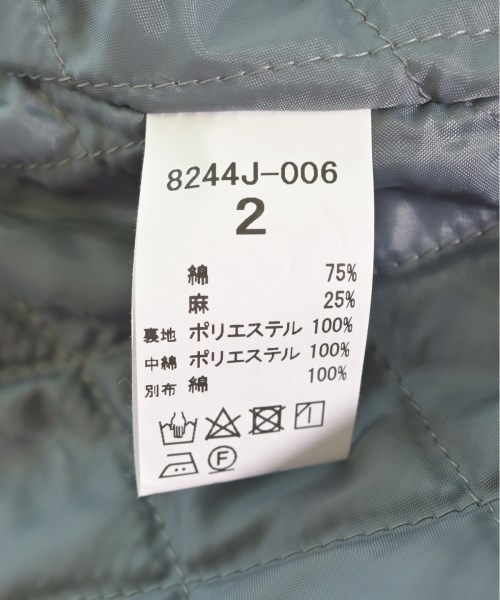 8244J-006
2
綿 75%
麻 25%
裏地 ポリエステル 100%
中綿 ポリエステル 100%
別布 綿 100%
F